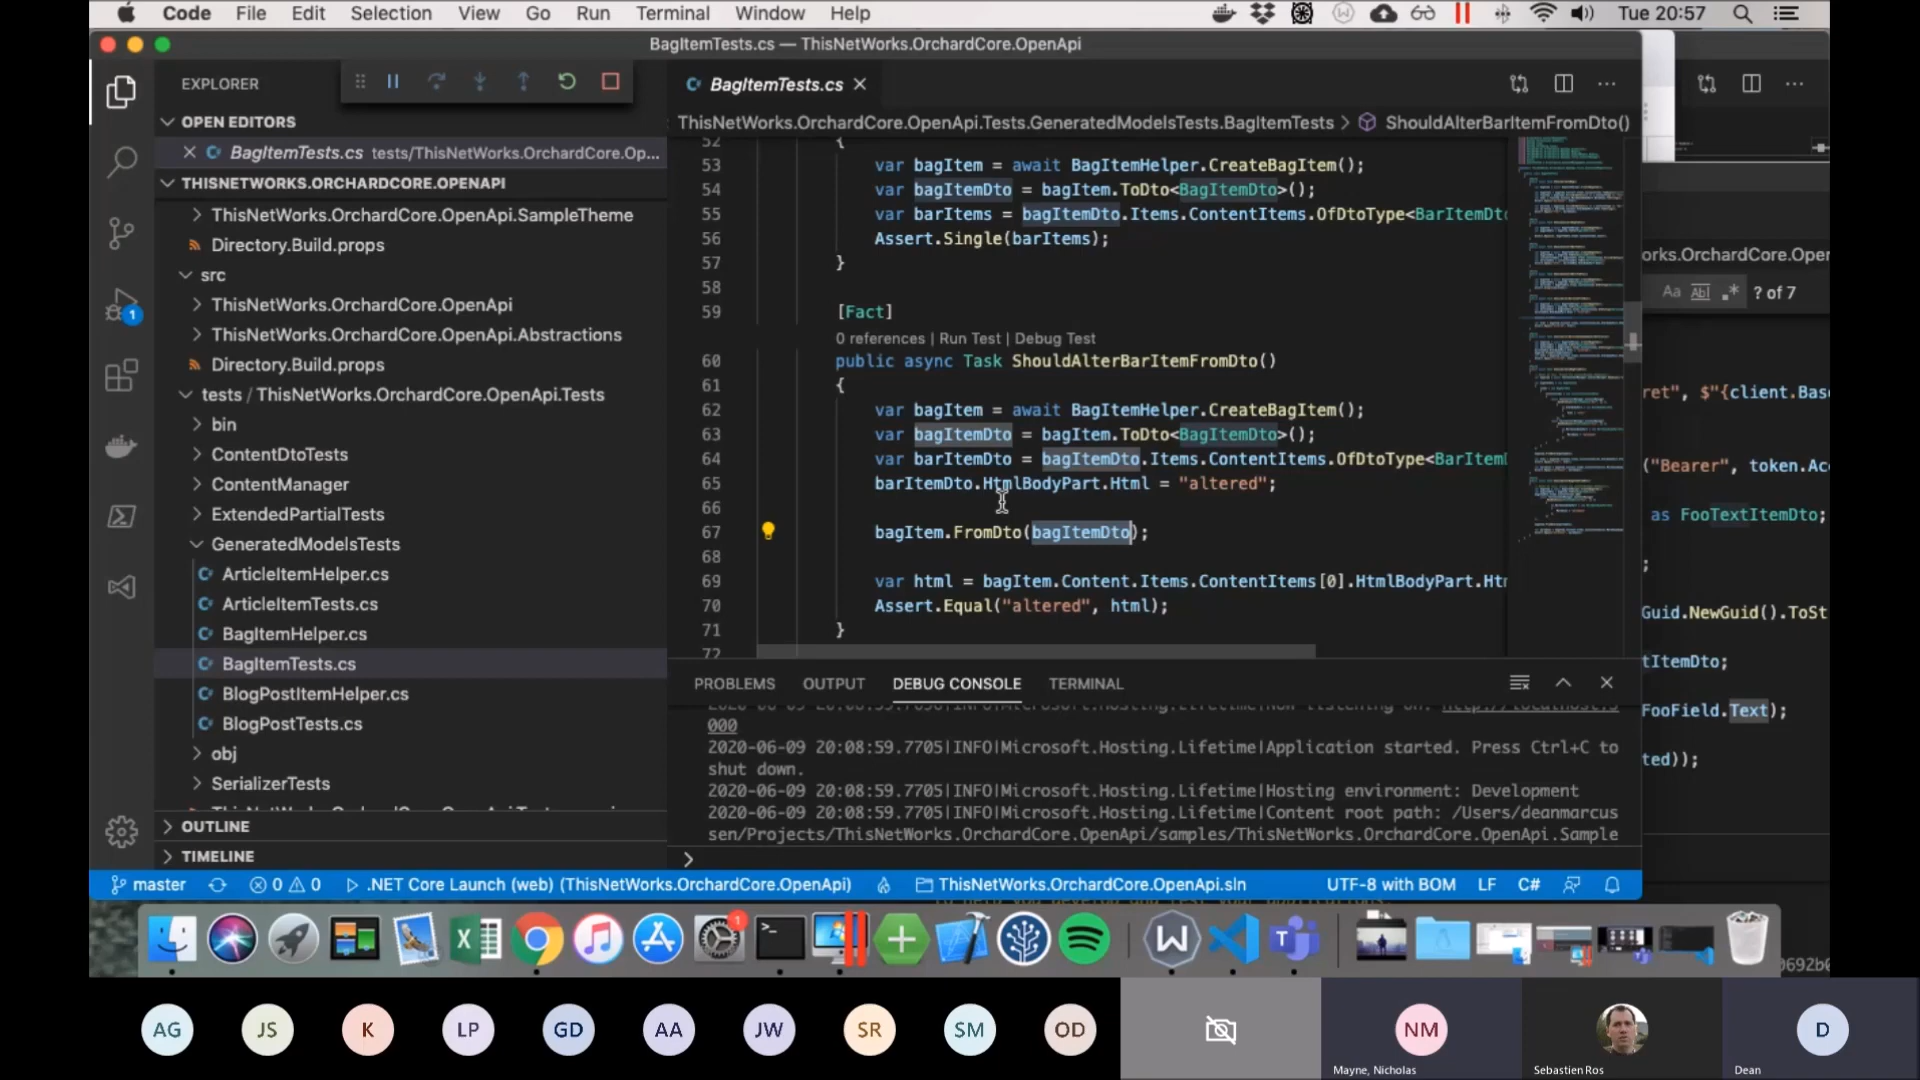 Code File Edit Selection View Go Run Terminal Window Help Tue 20:57
BagItemTests.cs — ThisNetWorks.OrchardCore.OpenApi
EXPLORER
BagItemTests.cs
OPEN EDITORS
ThisNetWorks.OrchardCore.OpenApi.Tests.GeneratedModelsTests.BagItemTests ShouldAlterBarItemFromDto()
BagItemTests.cs tests/ThisNetWorks.OrchardCore.Op...
THISNETWORKS.ORCHARDCORE.OPENAPI
ThisNetWorks.OrchardCore.OpenApi.SampleTheme
Directory.Build.props
src
ThisNetWorks.OrchardCore.OpenApi
ThisNetWorks.OrchardCore.OpenApi.Abstractions
Directory.Build.props
tests / ThisNetWorks.OrchardCore.OpenApi.Tests
bin
ContentDtoTests
ContentManager
ExtendedPartialTests
GeneratedModelsTests
ArticleItemHelper.cs
ArticleItemTests.cs
BagItemHelper.cs
BagItemTests.cs
BlogPostItemHelper.cs
BlogPostTests.cs
obj
SerializerTests
OUTLINE
TIMELINE
52 {
53 var bagItem = await BagItemHelper.CreateBagItem();
54 var bagItemDto = bagItem.ToDto<BagItemDto>();
55 var barItems = bagItemDto.Items.ContentItems.OfDtoType<BarItemDto
56 Assert.Single(barItems);
57 }
58
59 [Fact]
0 references | Run Test | Debug Test
60 public async Task ShouldAlterBarItemFromDto()
61 {
62 var bagItem = await BagItemHelper.CreateBagItem();
63 var bagItemDto = bagItem.ToDto<BagItemDto>();
64 var barItemDto = bagItemDto.Items.ContentItems.OfDtoType<BarItemD
65 barItemDto.HtmlBodyPart.Html = "altered";
66
67 bagItem.FromDto(bagItemDto);
68
69 var html = bagItem.Content.Items.ContentItems[0].HtmlBodyPart.Htm
70 Assert.Equal("altered", html);
71 }
72
PROBLEMS OUTPUT DEBUG CONSOLE TERMINAL
000
2020-06-09 20:08:59.7705|INFO|Microsoft.Hosting.Lifetime|Application started. Press Ctrl+C to
shut down.
2020-06-09 20:08:59.7705|INFO|Microsoft.Hosting.Lifetime|Hosting environment: Development
2020-06-09 20:08:59.7705|INFO|Microsoft.Hosting.Lifetime|Content root path: /Users/deanmarcus
sen/Projects/ThisNetWorks.OrchardCore.OpenApi/samples/ThisNetWorks.OrchardCore.OpenApi.Sample
orks.OrchardCore.Oper
Aa Abl .* ? of 7
ret", $"{client.Base
("Bearer", token.Acc
as FooTextItemDto;
;
Guid.NewGuid().ToSt
tItemDto;
FooField.Text);
ted));
0692b0
master 0 0 .NET Core Launch (web) (ThisNetWorks.OrchardCore.OpenApi) ThisNetWorks.OrchardCore.OpenApi.sln UTF-8 with BOM LF C#
1
1
AG JS K LP GD AA JW SR SM OD NM D
Mayne, Nicholas Sebastien Ros Dean